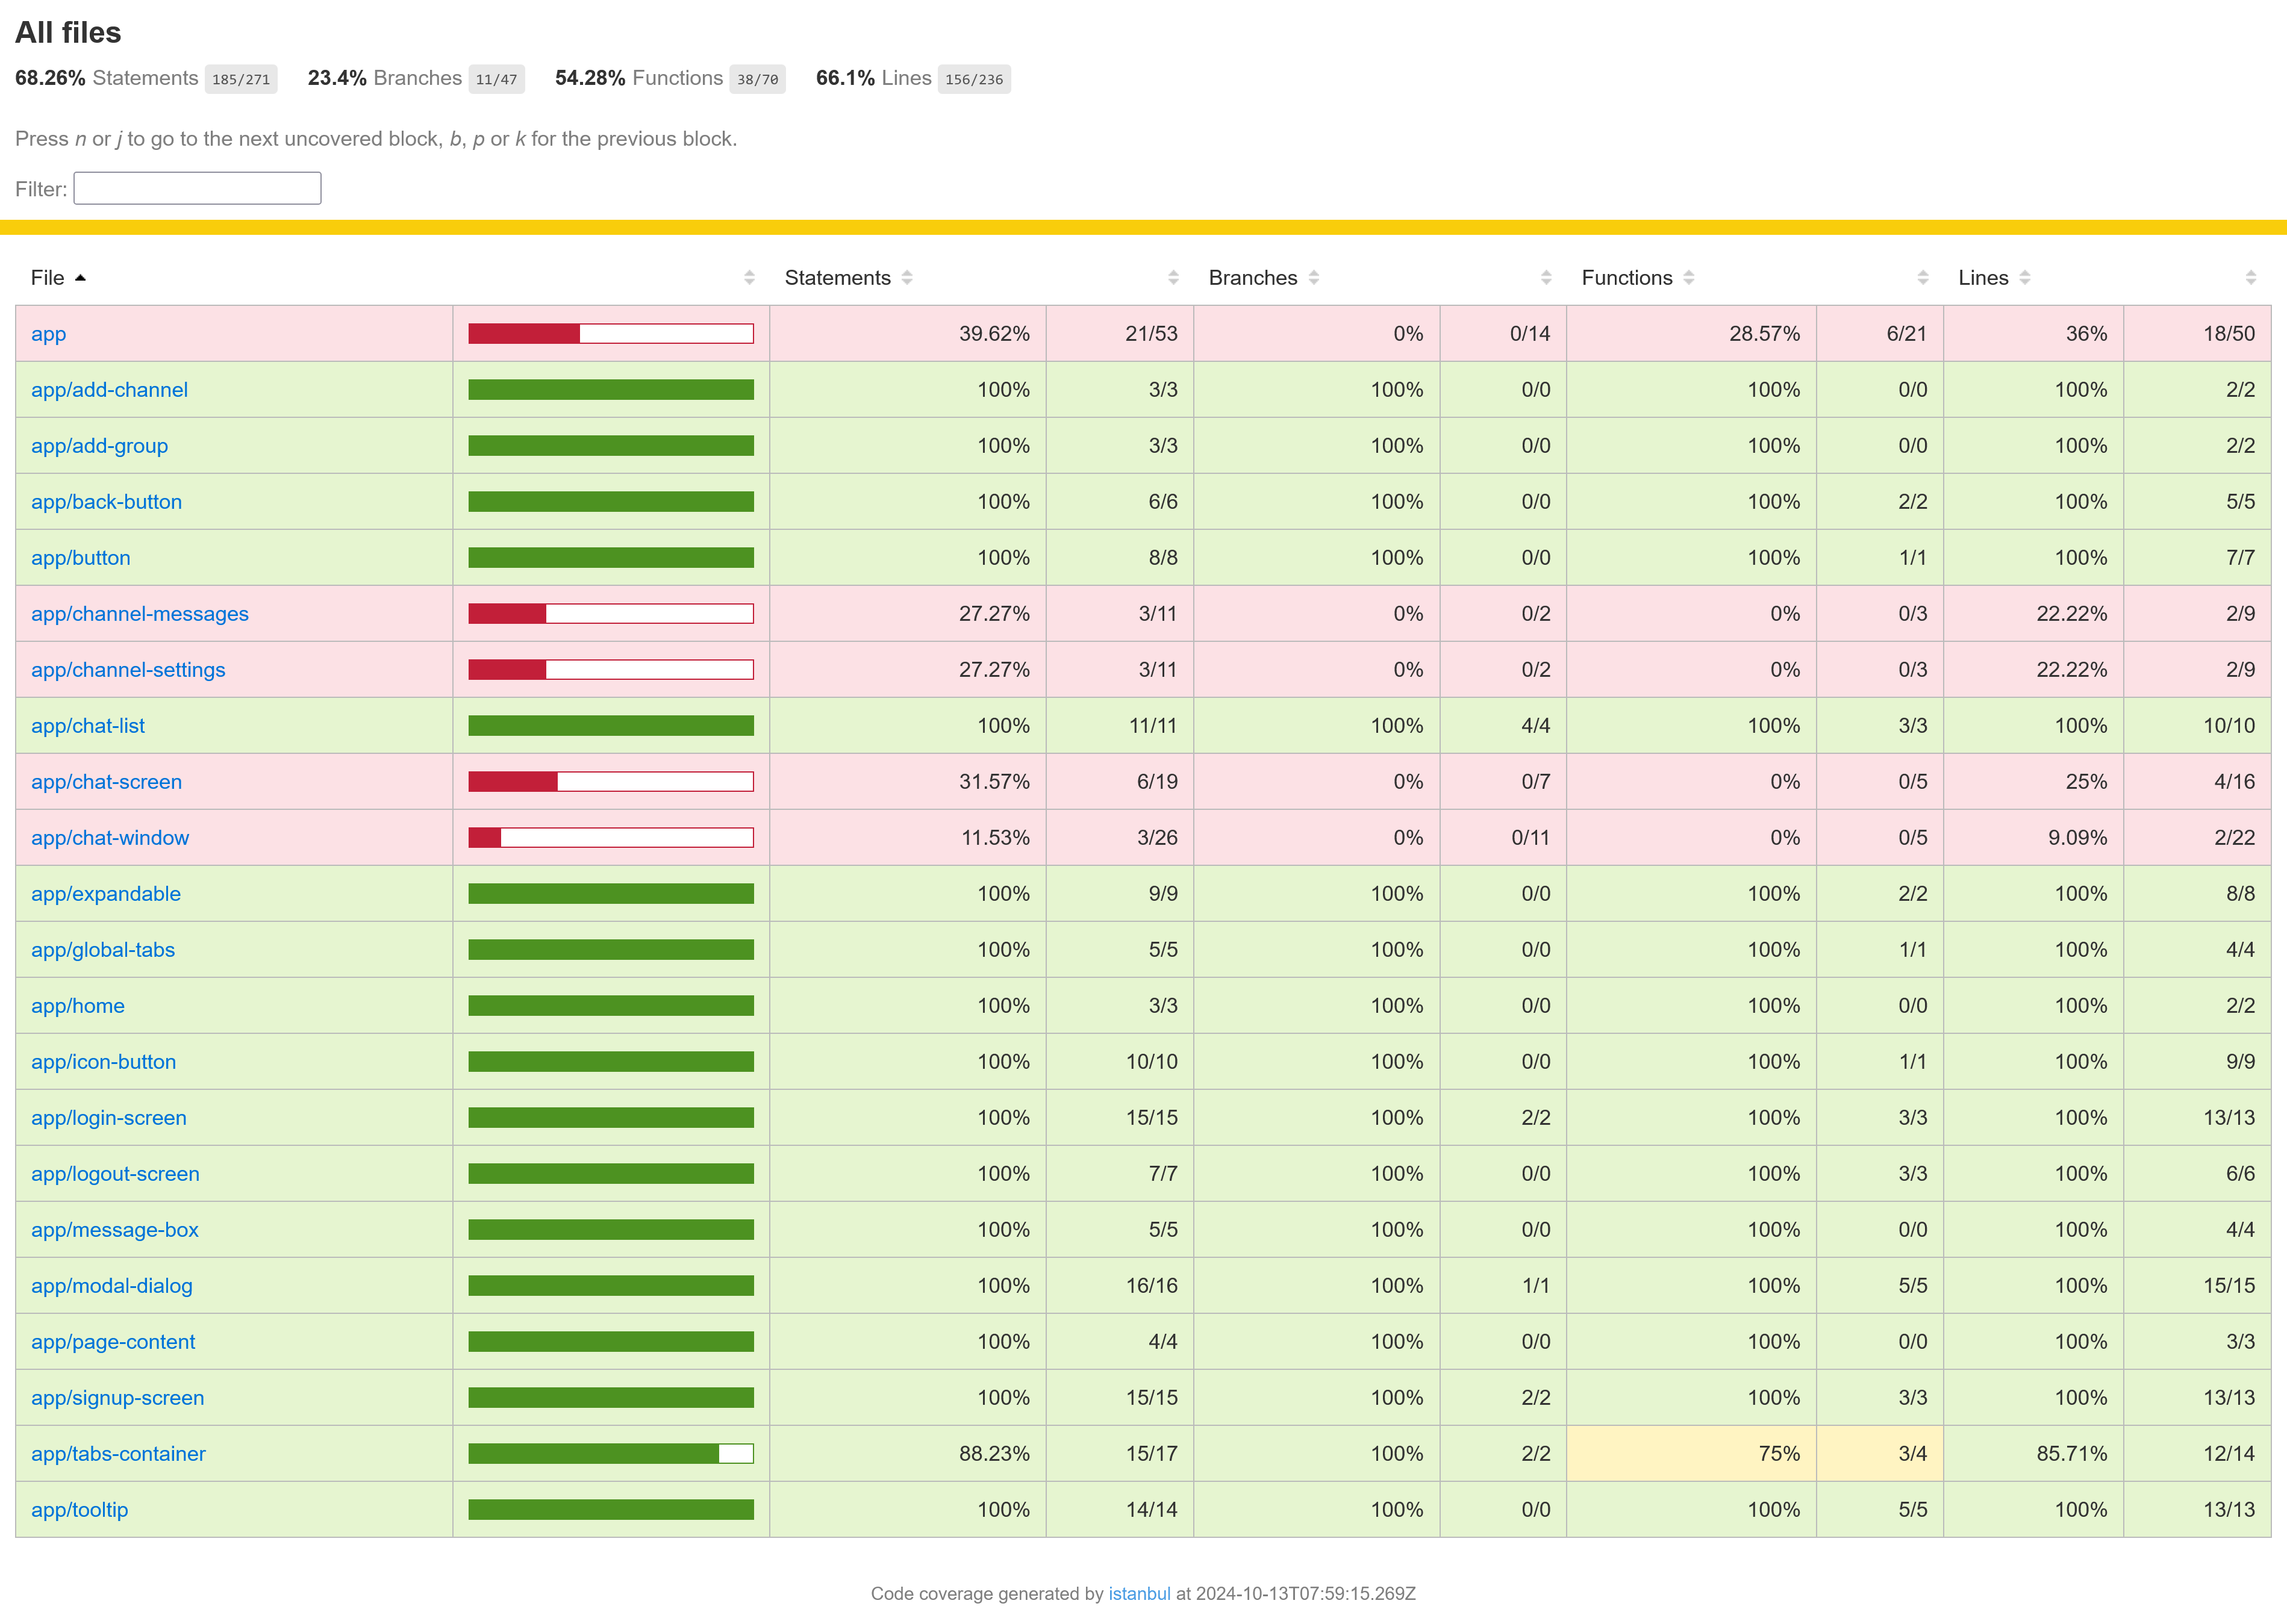 All files
68.26% Statements 185/271 23.4% Branches 11/47 54.28% Functions 38/70 66.1% Lines 156/236
Press n or j to go to the next uncovered block, b, p or k for the previous block.
Filter:
File Statements Branches Functions Lines
app 39.62% 21/53 0% 0/14 28.57% 6/21 36% 18/50
app/add-channel 100% 3/3 100% 0/0 100% 0/0 100% 2/2
app/add-group 100% 3/3 100% 0/0 100% 0/0 100% 2/2
app/back-button 100% 6/6 100% 0/0 100% 2/2 100% 5/5
app/button 100% 8/8 100% 0/0 100% 1/1 100% 7/7
app/channel-messages 27.27% 3/11 0% 0/2 0% 0/3 22.22% 2/9
app/channel-settings 27.27% 3/11 0% 0/2 0% 0/3 22.22% 2/9
app/chat-list 100% 11/11 100% 4/4 100% 3/3 100% 10/10
app/chat-screen 31.57% 6/19 0% 0/7 0% 0/5 25% 4/16
app/chat-window 11.53% 3/26 0% 0/11 0% 0/5 9.09% 2/22
app/expandable 100% 9/9 100% 0/0 100% 2/2 100% 8/8
app/global-tabs 100% 5/5 100% 0/0 100% 1/1 100% 4/4
app/home 100% 3/3 100% 0/0 100% 0/0 100% 2/2
app/icon-button 100% 10/10 100% 0/0 100% 1/1 100% 9/9
app/login-screen 100% 15/15 100% 2/2 100% 3/3 100% 13/13
app/logout-screen 100% 7/7 100% 0/0 100% 3/3 100% 6/6
app/message-box 100% 5/5 100% 0/0 100% 0/0 100% 4/4
app/modal-dialog 100% 16/16 100% 1/1 100% 5/5 100% 15/15
app/page-content 100% 4/4 100% 0/0 100% 0/0 100% 3/3
app/signup-screen 100% 15/15 100% 2/2 100% 3/3 100% 13/13
app/tabs-container 88.23% 15/17 100% 2/2 75% 3/4 85.71% 12/14
app/tooltip 100% 14/14 100% 0/0 100% 5/5 100% 13/13
Code coverage generated by istanbul at 2024-10-13T07:59:15.269Z